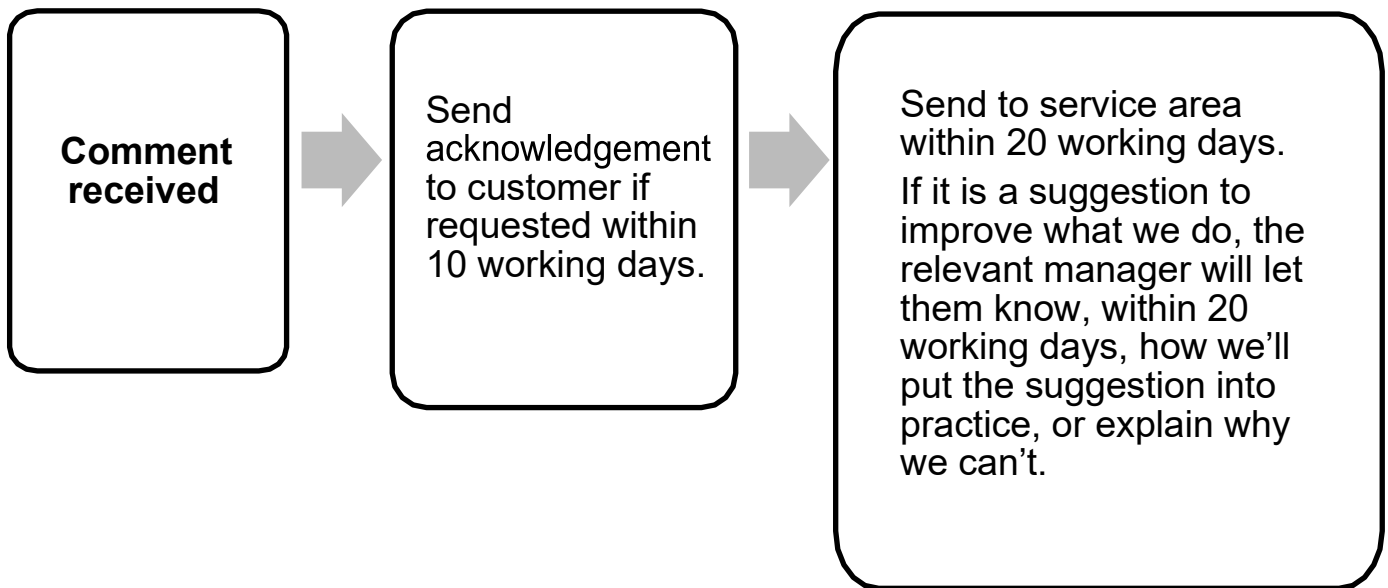 Comment
received
Send
acknowledgement
to customer if
requested within
10 working days.
Send to service area
within 20 working days.
If it is a suggestion to
improve what we do, the
relevant manager will let
them know, within 20
working days, how we’ll
put the suggestion into
practice, or explain why
we can’t.